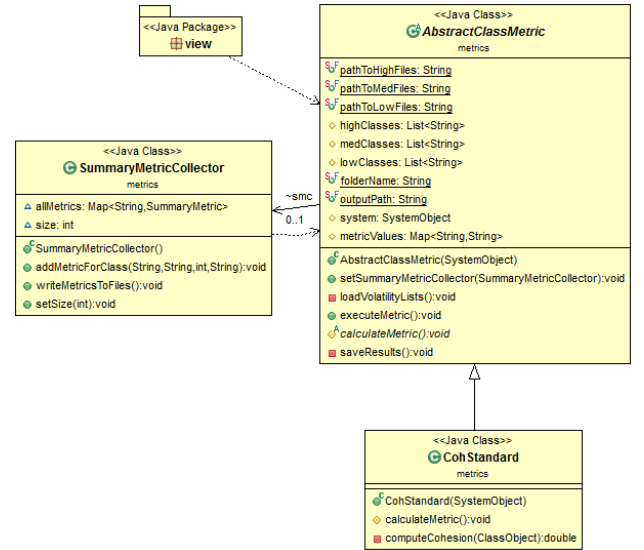 <<Java Package>>
view
<<Java Class>>
AbstractClassMetric
metrics
pathToHighFiles: String
pathToMedFiles: String
pathToLowFiles: String
highClasses: List<String>
medClasses: List<String>
lowClasses: List<String>
folderName: String
outputPath: String
system: SystemObject
metricValues: Map<String,String>
AbstractClassMetric(SystemObject)
setSummaryMetricCollector(SummaryMetricCollector):void
loadVolatilityLists():void
executeMetric():void
calculateMetric():void
saveResults():void
<<Java Class>>
SummaryMetricCollector
metrics
allMetrics: Map<String,SummaryMetric>
size: int
SummaryMetricCollector()
addMetricForClass(String,String,int,String):void
writeMetricsToFiles():void
setSize(int):void
~smc
0..1
<<Java Class>>
CohStandard
metrics
CohStandard(SystemObject)
calculateMetric():void
computeCohesion(ClassObject):double